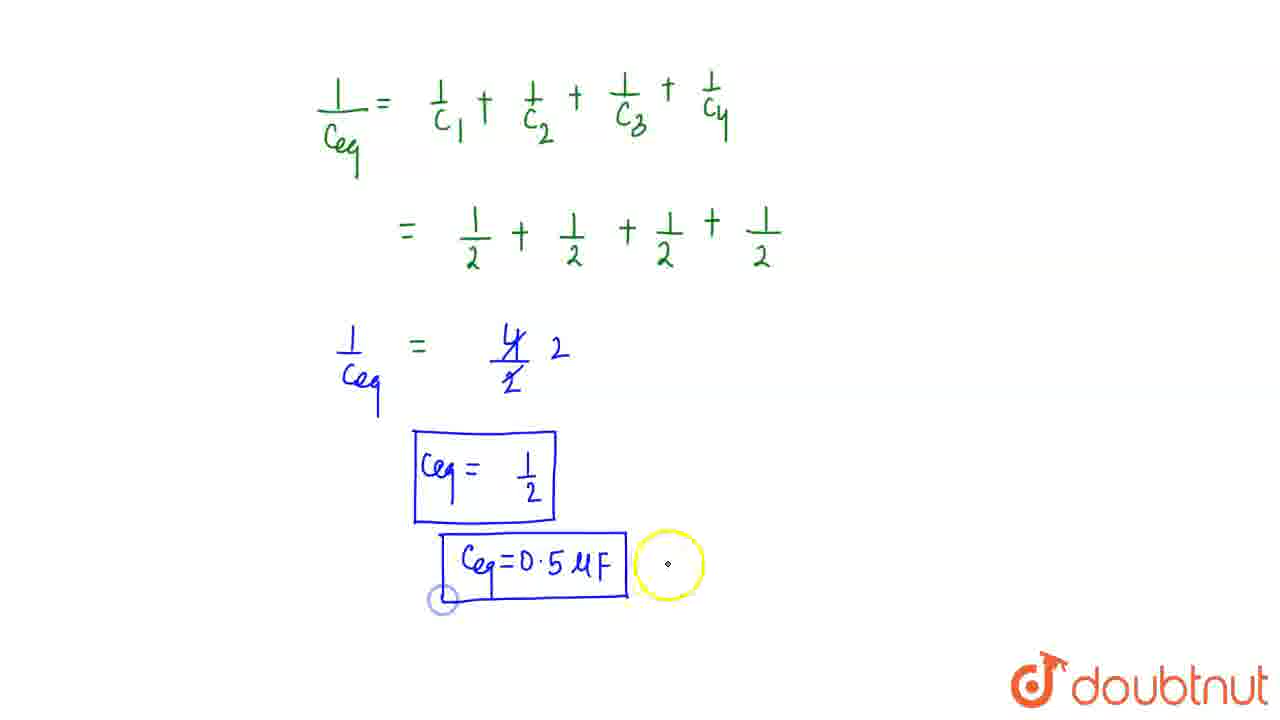 1/Ceq = 1/C1 + 1/C2 + 1/C3 + 1/C4
= 1/2 + 1/2 + 1/2 + 1/2
1/Ceq = 4/2 2
Ceq = 1/2
Ceq = 0.5 μF
doubtnut